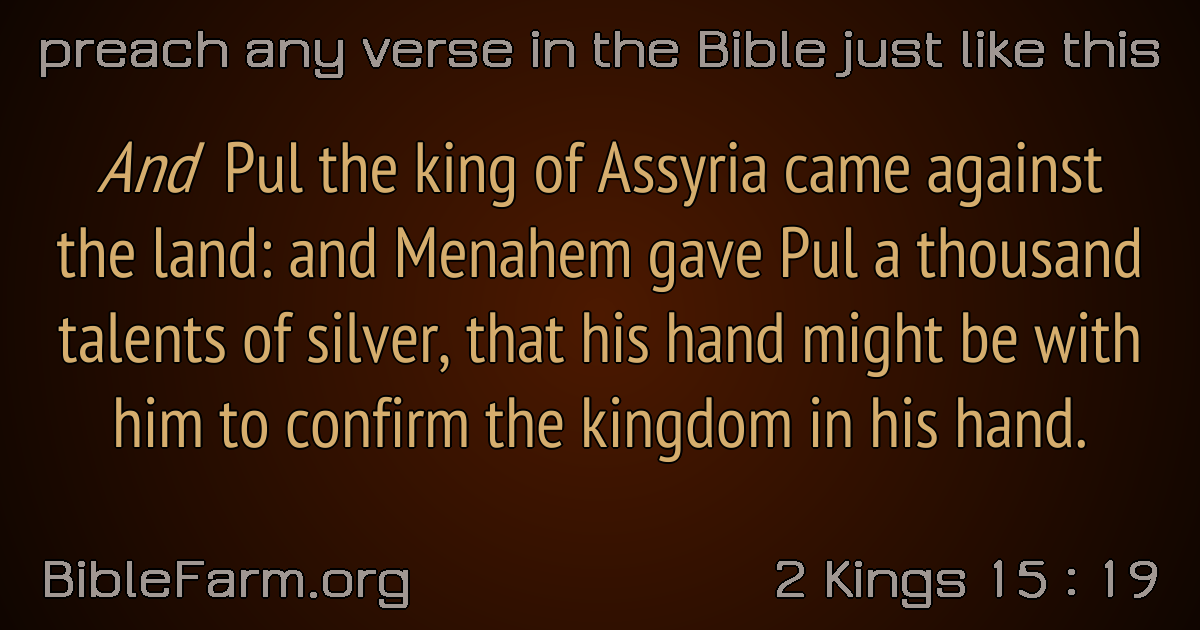 preach any verse in the Bible just like this
And Pul the king of Assyria came against
the land: and Menahem gave Pul a thousand
talents of silver, that his hand might be with
him to confirm the kingdom in his hand.
BibleFarm.org
2 Kings 15 : 19